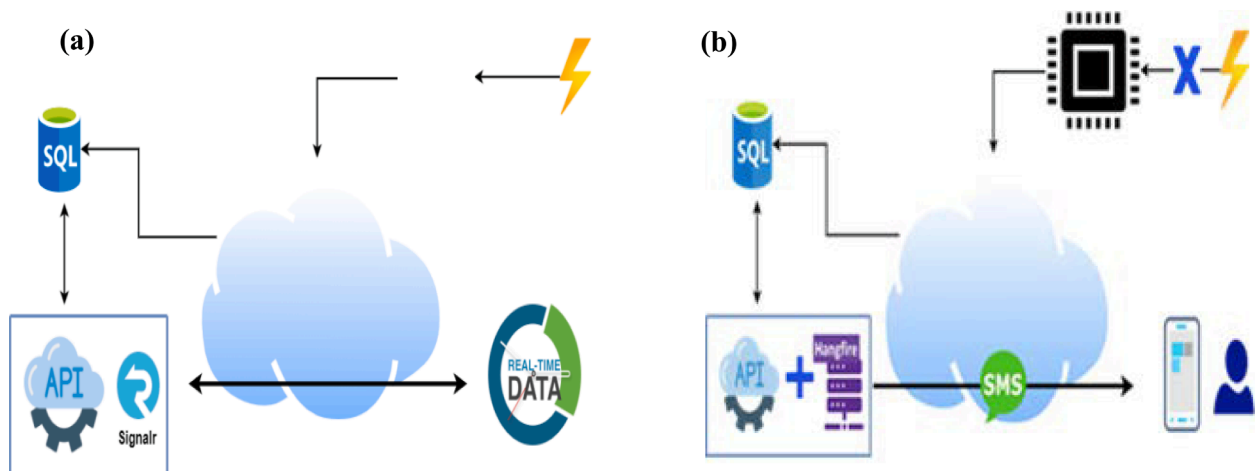 (a)
SQL
API
Signalr
REAL-TIME
DATA
(b)
X
SQL
API
Hangfire
SMS